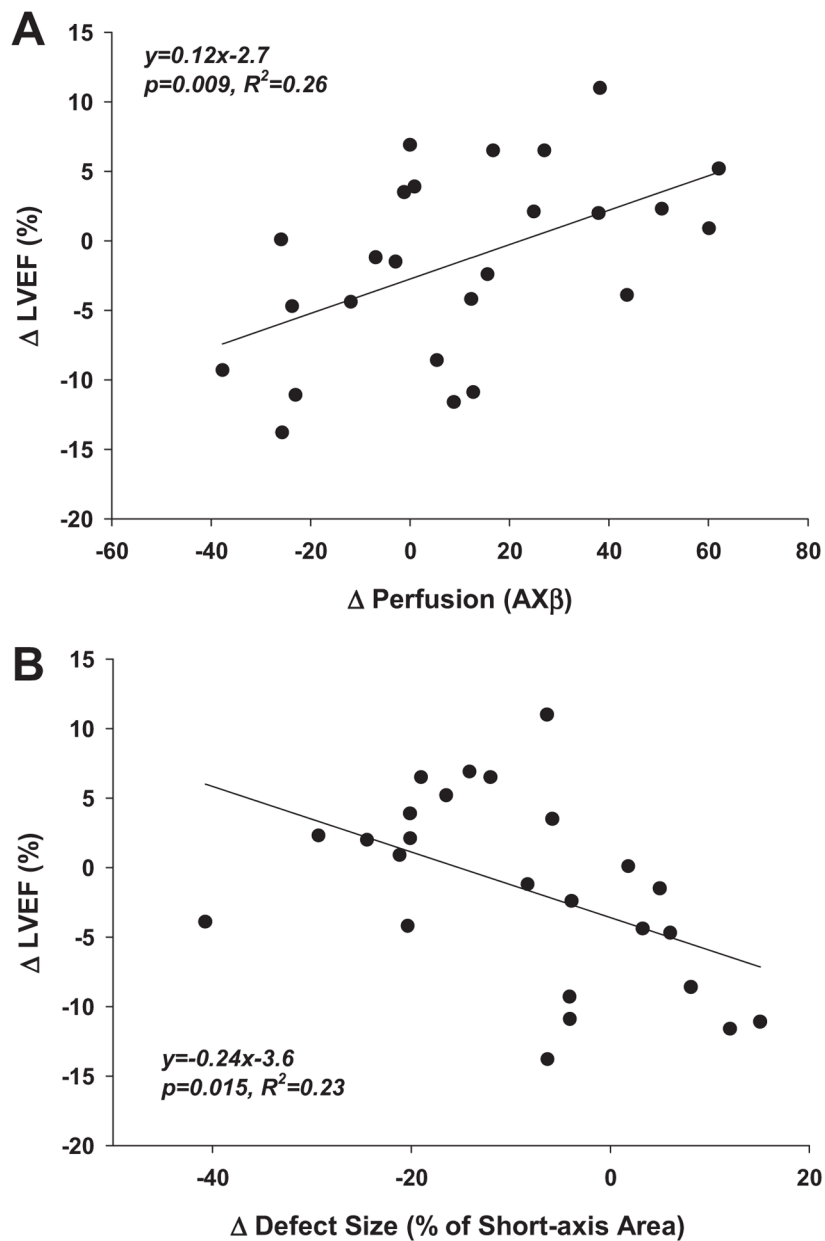 A
y=0.12x-2.7
p=0.009, R²=0.26
15
10
5
0
-5
-10
-15
-20
Δ LVEF (%)
-60 -40 -20 0 20 40 60 80
Δ Perfusion (AXβ)
B
15
10
5
0
-5
-10
-15
-20
Δ LVEF (%)
y=-0.24x-3.6
p=0.015, R²=0.23
-40 -20 0 20
Δ Defect Size (% of Short-axis Area)